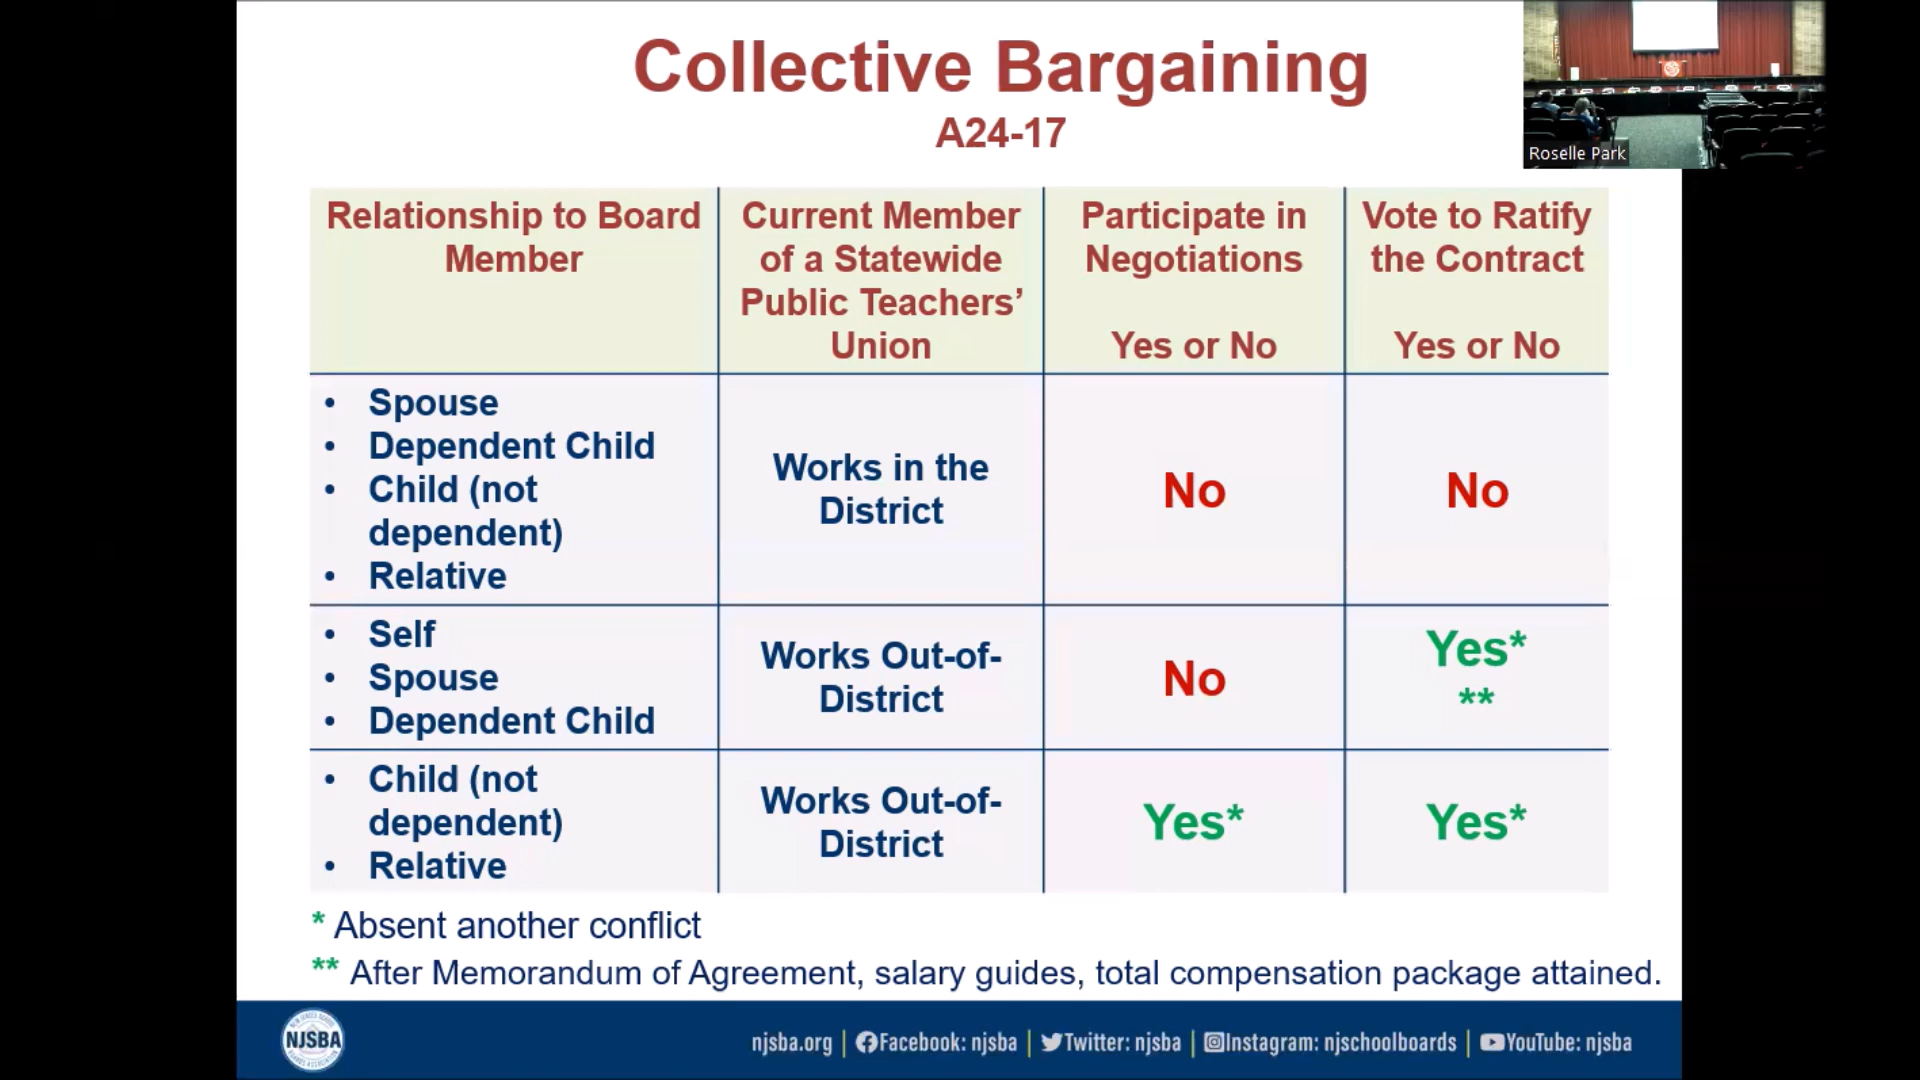 Collective Bargaining
A24-17
Roselle Park
Relationship to Board
Member
Current Member
of a Statewide
Public Teachers’
Union
Participate in
Negotiations
Yes or No
Vote to Ratify
the Contract
Yes or No
• Spouse
• Dependent Child
• Child (not
dependent)
• Relative
Works in the
District
No
No
• Self
• Spouse
• Dependent Child
Works Out-of-
District
No
Yes*
**
• Child (not
dependent)
• Relative
Works Out-of-
District
Yes*
Yes*
* Absent another conflict
** After Memorandum of Agreement, salary guides, total compensation package attained.
NJSBA
njsba.org | Facebook: njsba | Twitter: njsba | Instagram: njschoolboards | YouTube: njsba